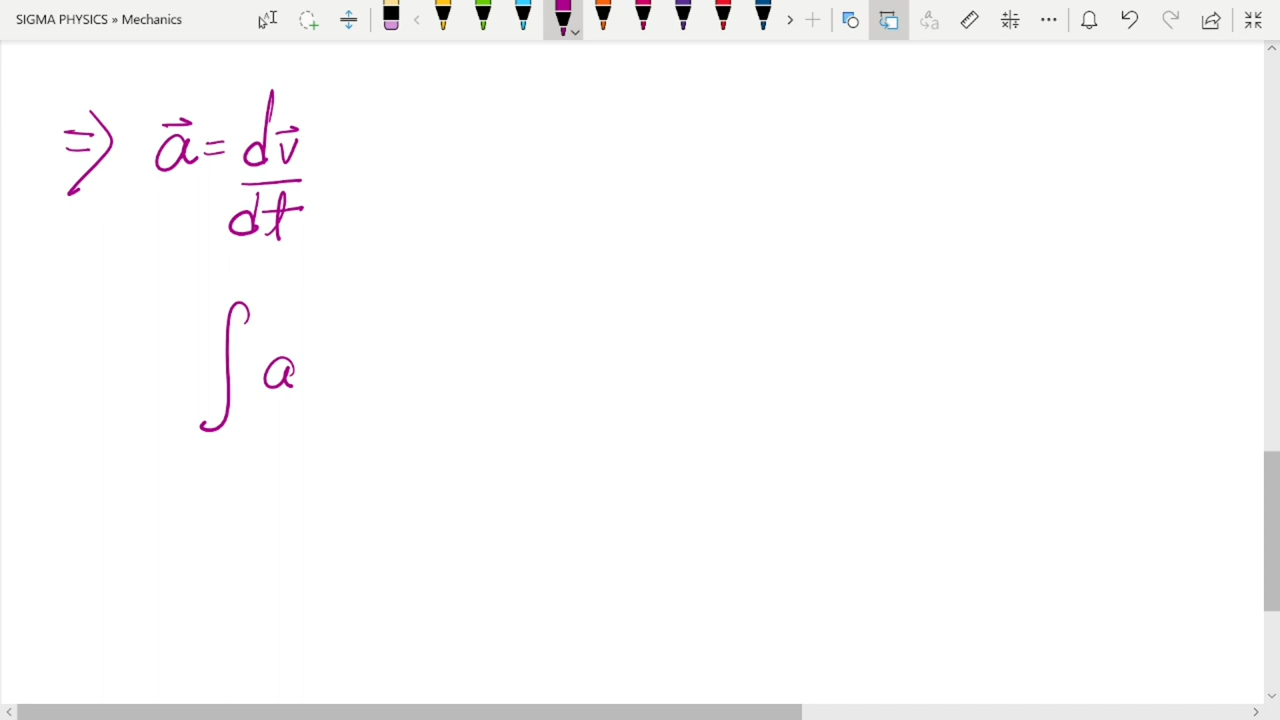 SIGMA PHYSICS » Mechanics
⇒ a⃗ = dv⃗/dt
∫ a